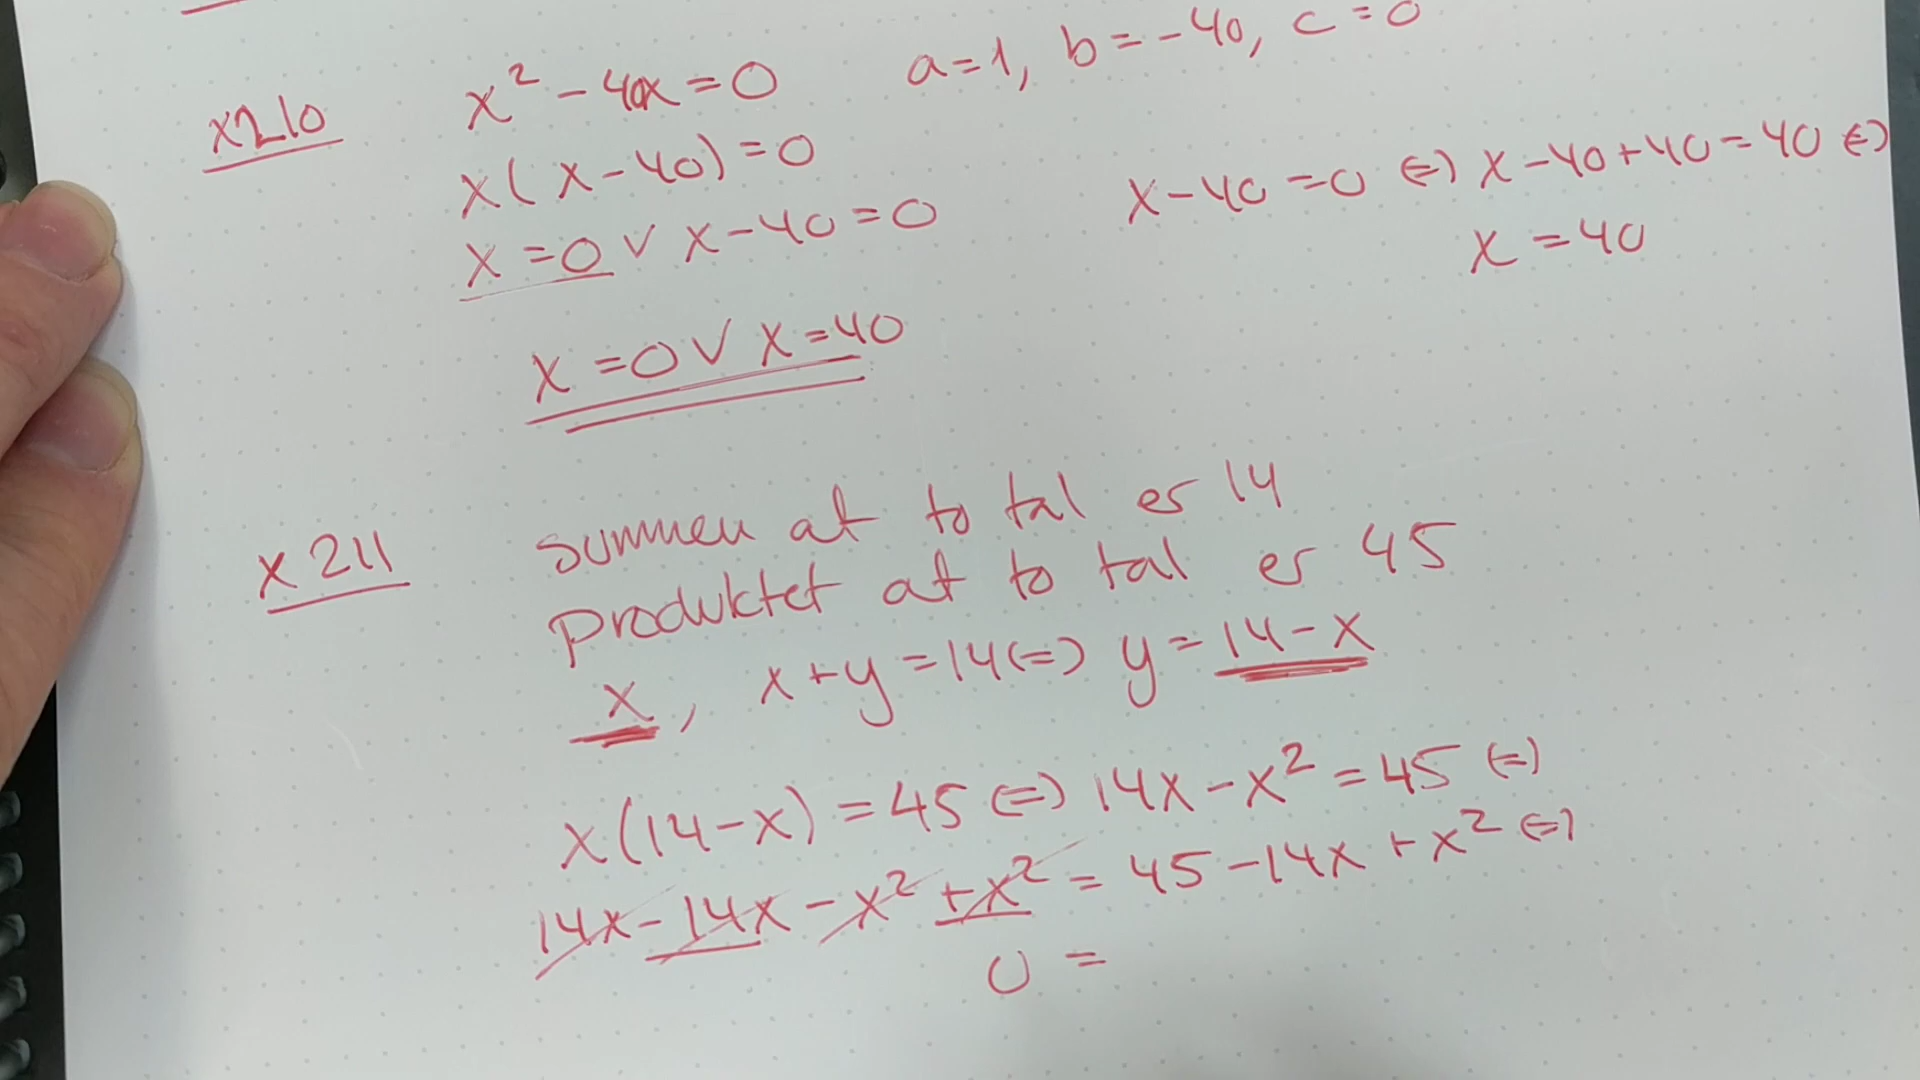 x210 x² - 40x = 0 a=1, b=-40, c=0
x(x-40)=0
x=0 ∨ x-40=0 x-40=0 (=) x-40+40=40 (=)
x=40
x=0 ∨ x=40
x211 summen af to tal er 14
produktet af to tal er 45
x, x+y=14 (=) y=14-x
x(14-x)=45 (=) 14x-x²=45 (=)
14x-14x-x²+x²=45-14x+x² (=)
0 =